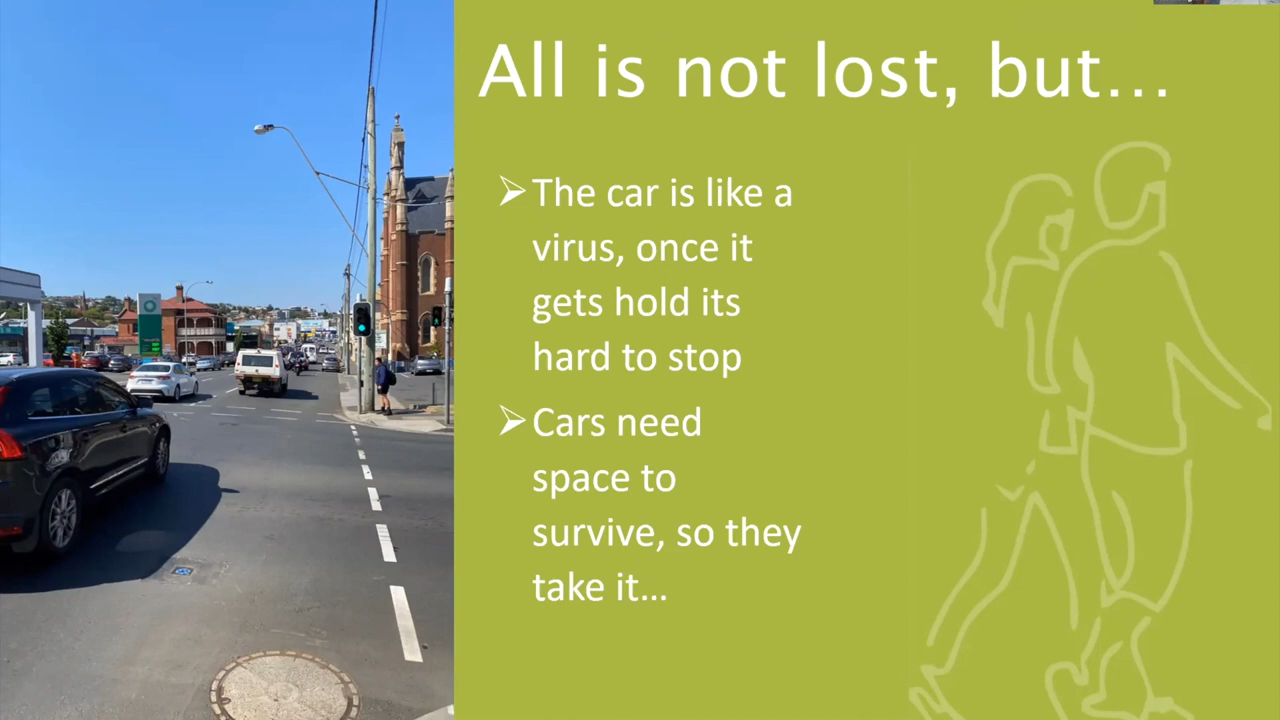 All is not lost, but...
The car is like a
virus, once it
gets hold its
hard to stop
Cars need
space to
survive, so they
take it...